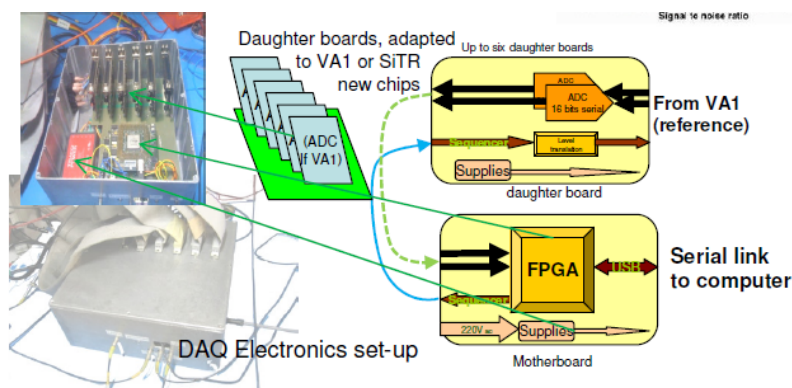 Signal to noise ratio
Daughter boards, adapted
to VA1 or SiTR
new chips
(ADC
If VA1)
Up to six daughter boards
ADC
ADC
16 bits serial
From VA1
(reference)
Sequencer
Level
translation
Supplies
daughter board
FPGA
USB
Serial link
to computer
Sequencer
220V AC
Supplies
Motherboard
DAQ Electronics set-up